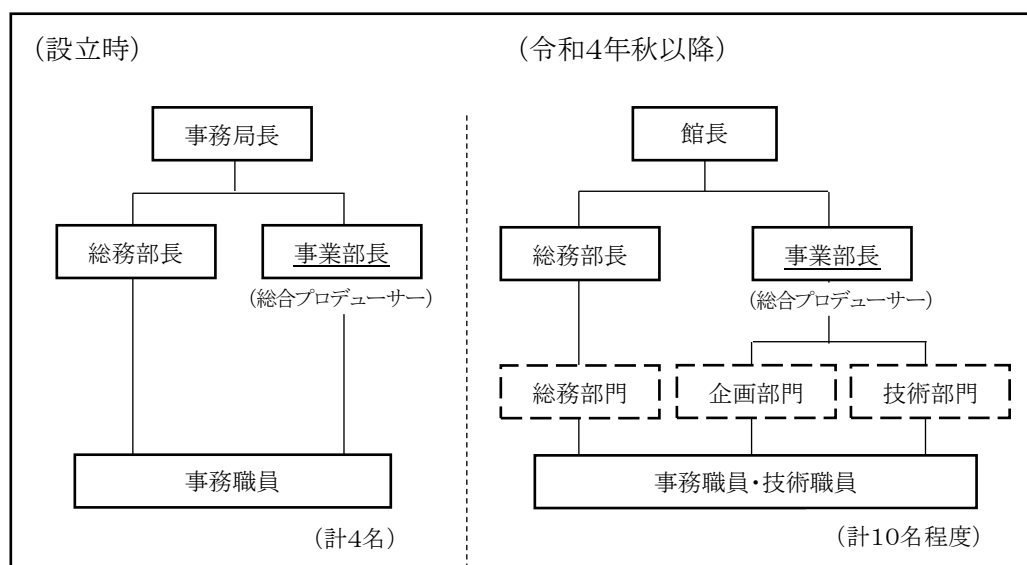 (設立時)
事務局長
総務部長
事業部長
(総合プロデューサー)
事務職員
(計4名)
(令和4年秋以降)
館長
総務部長
事業部長
(総合プロデューサー)
総務部門
企画部門
技術部門
事務職員・技術職員
(計10名程度)